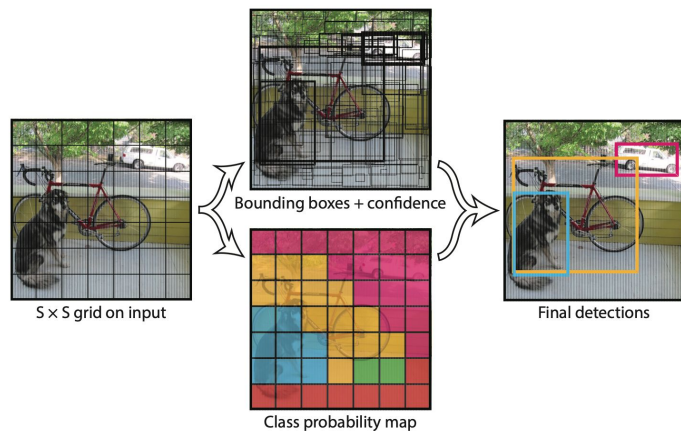 Bounding boxes + confidence
S × S grid on input
Final detections
Class probability map